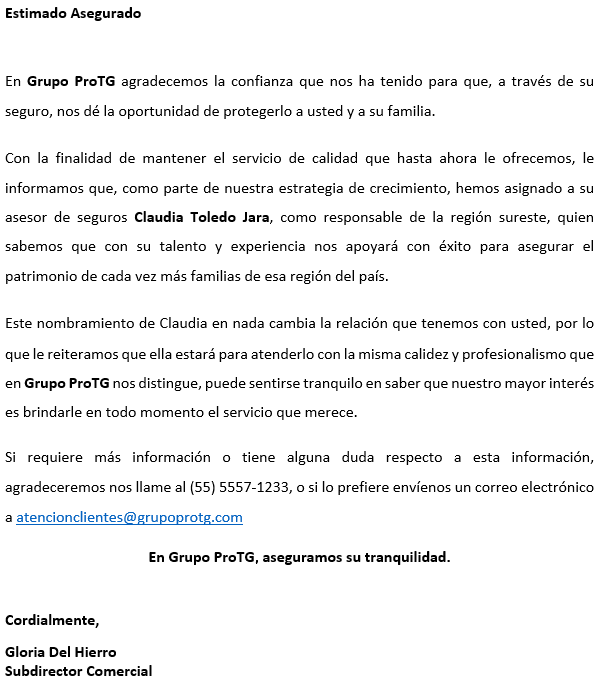 Estimado Asegurado
En Grupo ProTG agradecemos la confianza que nos ha tenido para que, a través de su
seguro, nos dé la oportunidad de protegerlo a usted y a su familia.
Con la finalidad de mantener el servicio de calidad que hasta ahora le ofrecemos, le
informamos que, como parte de nuestra estrategia de crecimiento, hemos asignado a su
asesor de seguros Claudia Toledo Jara, como responsable de la región sureste, quien
sabemos que con su talento y experiencia nos apoyará con éxito para asegurar el
patrimonio de cada vez más familias de esa región del país.
Este nombramiento de Claudia en nada cambia la relación que tenemos con usted, por lo
que le reiteramos que ella estará para atenderlo con la misma calidez y profesionalismo que
en Grupo ProTG nos distingue, puede sentirse tranquilo en saber que nuestro mayor interés
es brindarle en todo momento el servicio que merece.
Si requiere más información o tiene alguna duda respecto a esta información,
agradeceremos nos llame al (55) 5557-1233, o si lo prefiere envíenos un correo electrónico
a atencionclientes@grupoprotg.com
En Grupo ProTG, aseguramos su tranquilidad.
Cordialmente,
Gloria Del Hierro
Subdirector Comercial